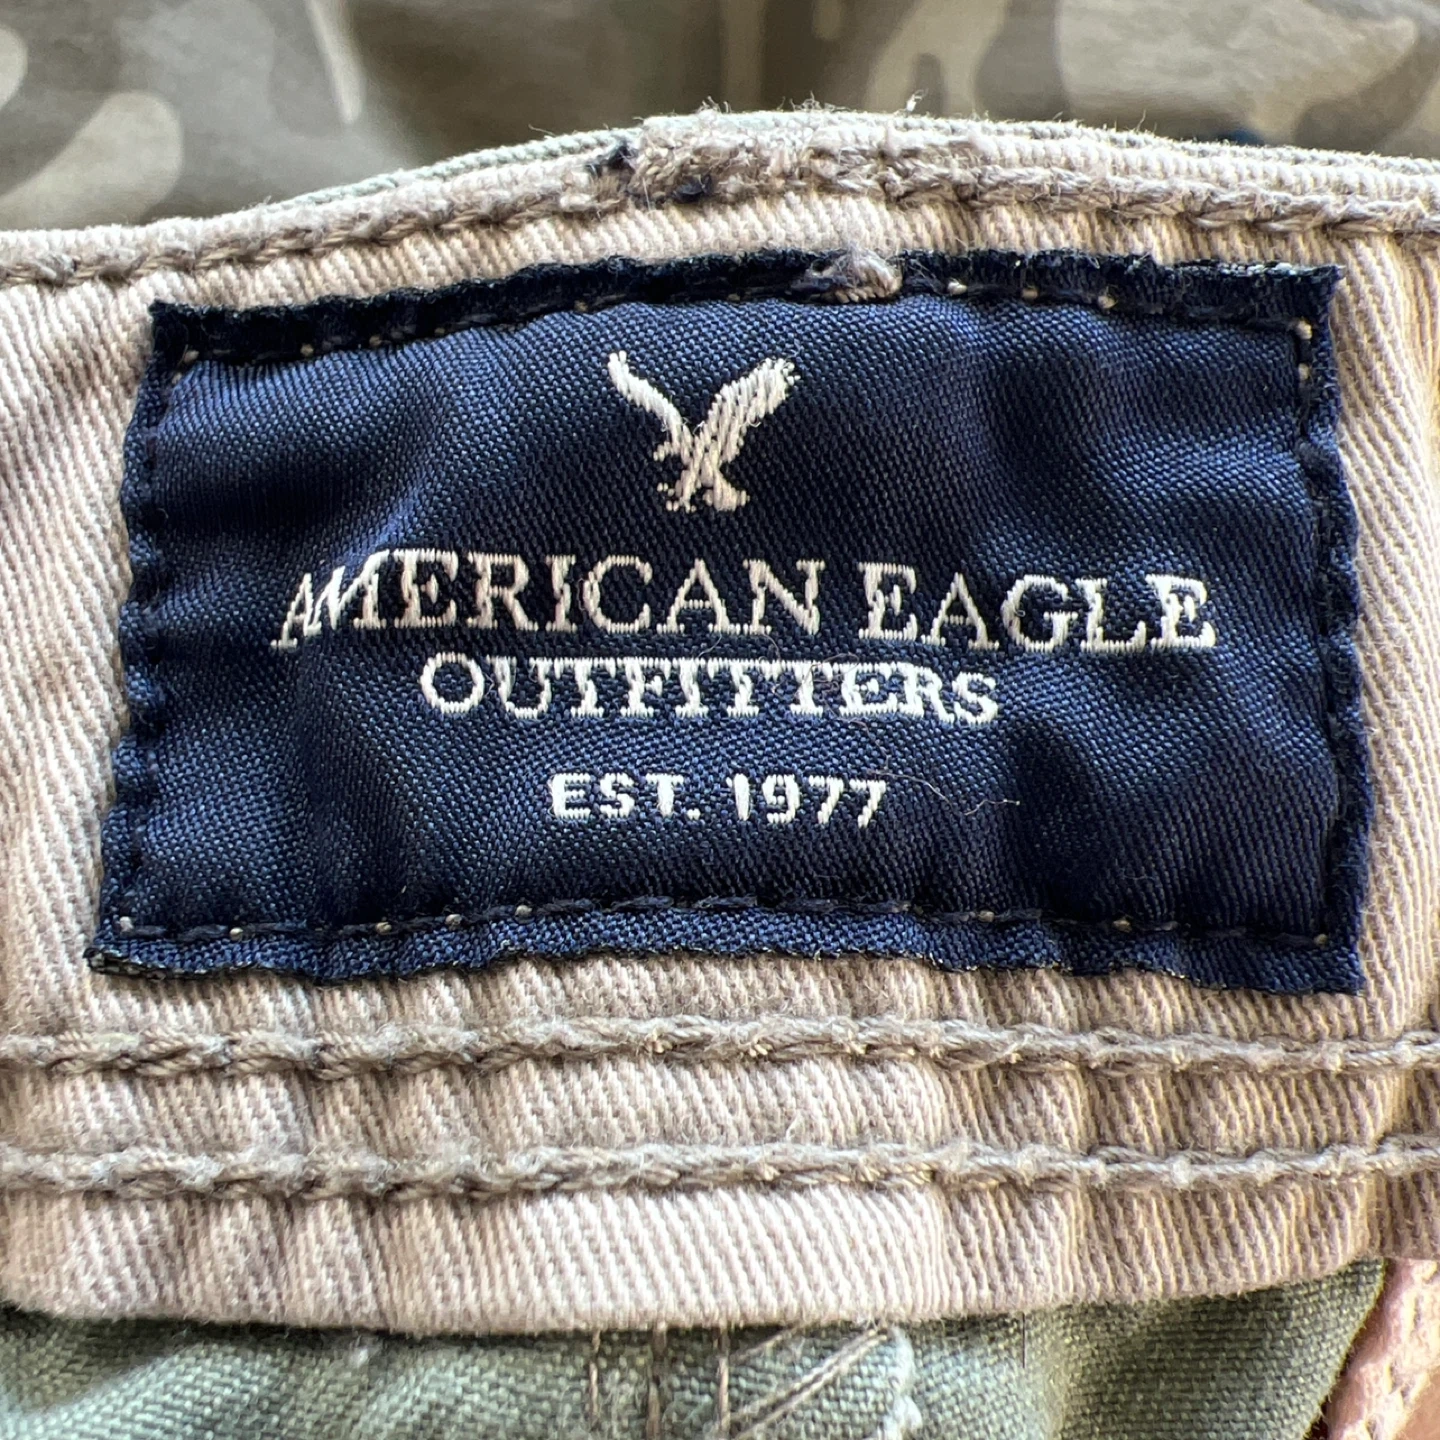 AMERICAN EAGLE
OUTFITTERS
EST. 1977